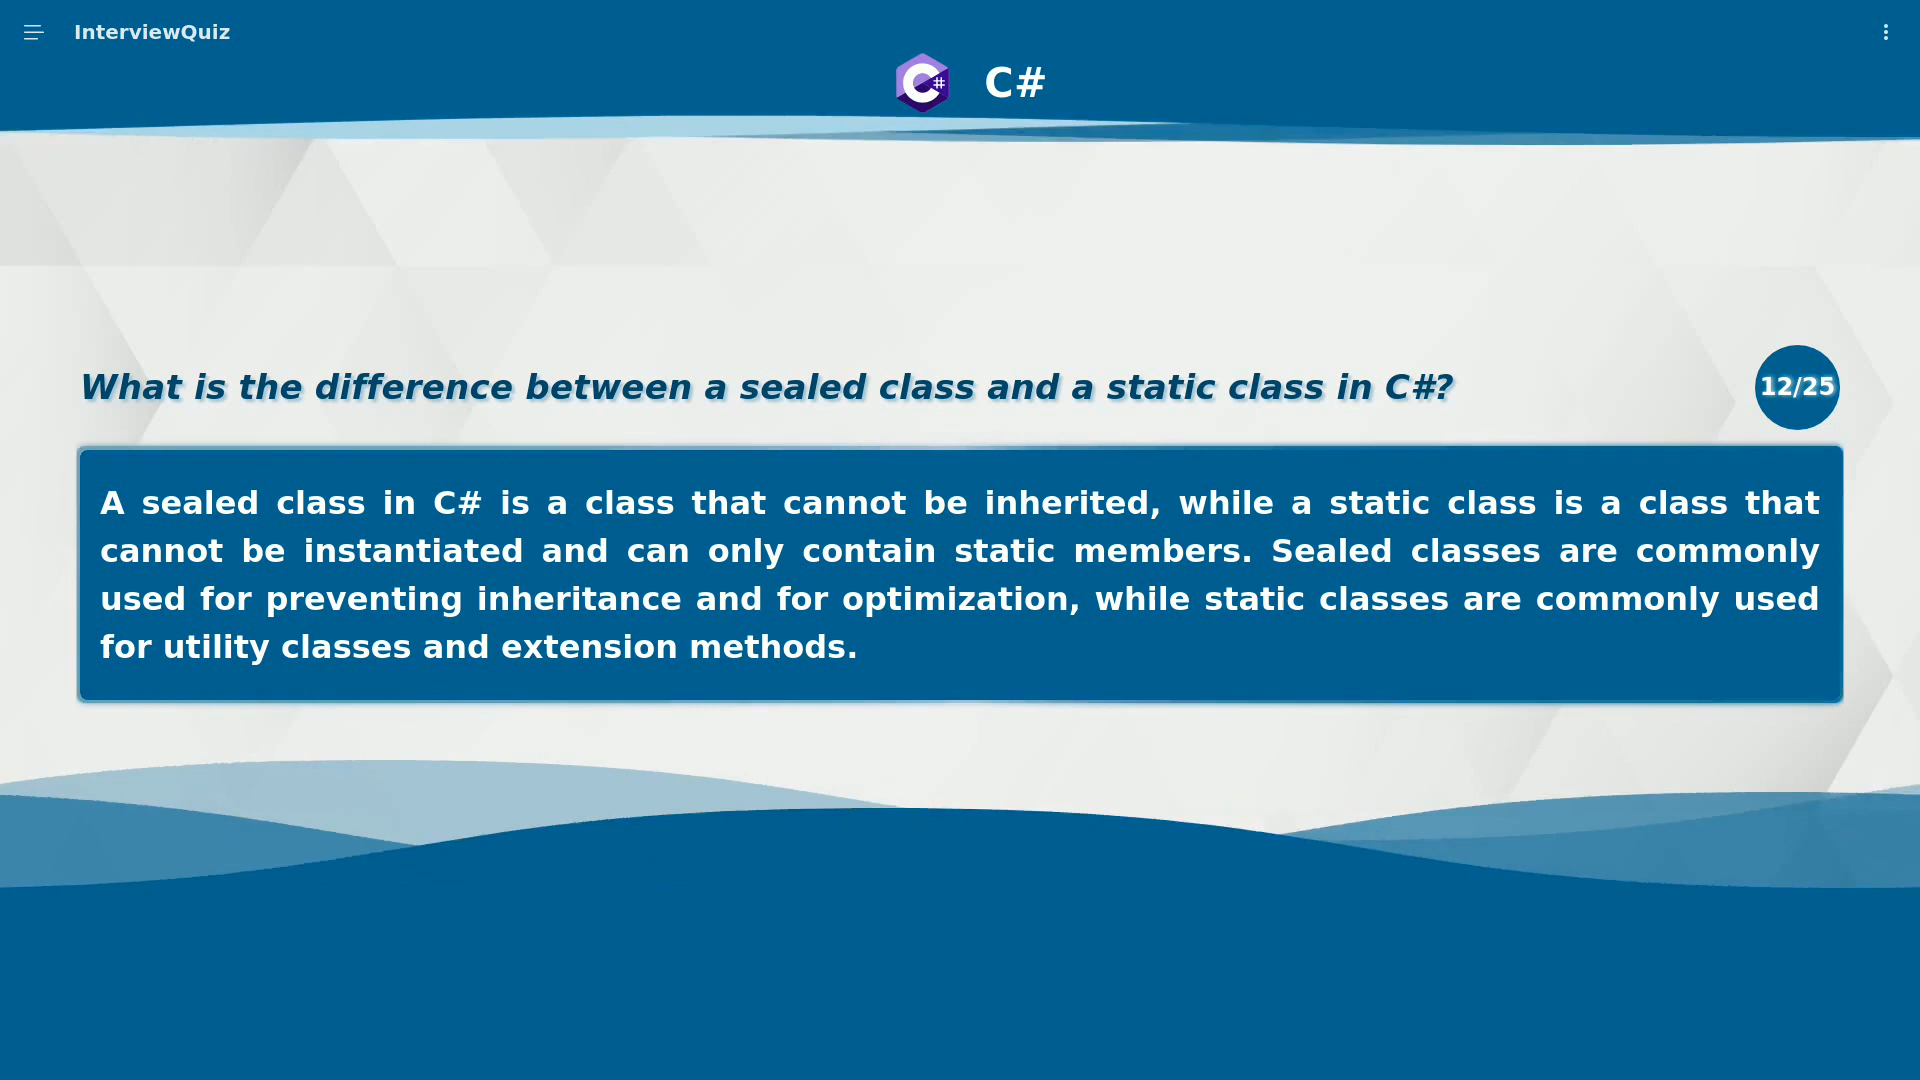 InterviewQuiz
C#
What is the difference between a sealed class and a static class in C#?
12/25
A sealed class in C# is a class that cannot be inherited, while a static class is a class that
cannot be instantiated and can only contain static members. Sealed classes are commonly
used for preventing inheritance and for optimization, while static classes are commonly used
for utility classes and extension methods.